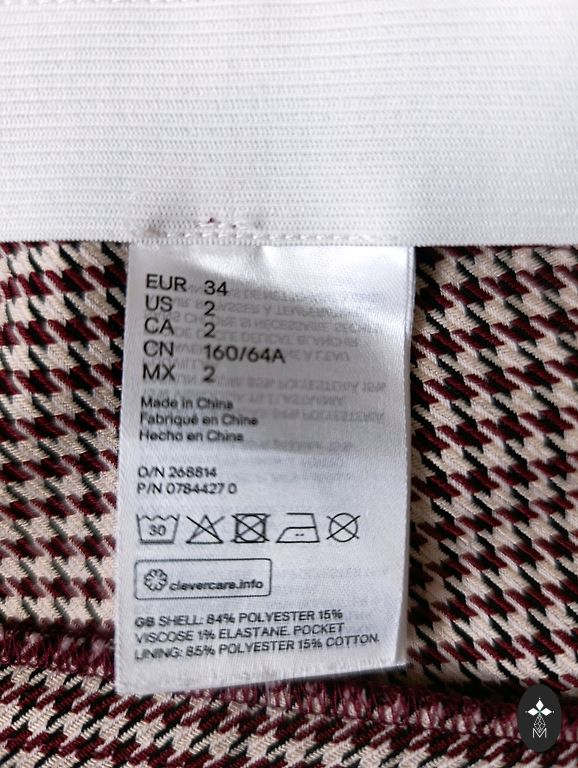 EUR 34
US 2
CA 2
CN 160/64A
MX 2
Made in China
Fabriqué en Chine
Hecho en China
O/N 268814
P/N 0784427 0
30
clevercare.info
GB SHELL: 84% POLYESTER 15%
VISCOSE 1% ELASTANE. POCKET
LINING: 85% POLYESTER 15% COTTON.
M